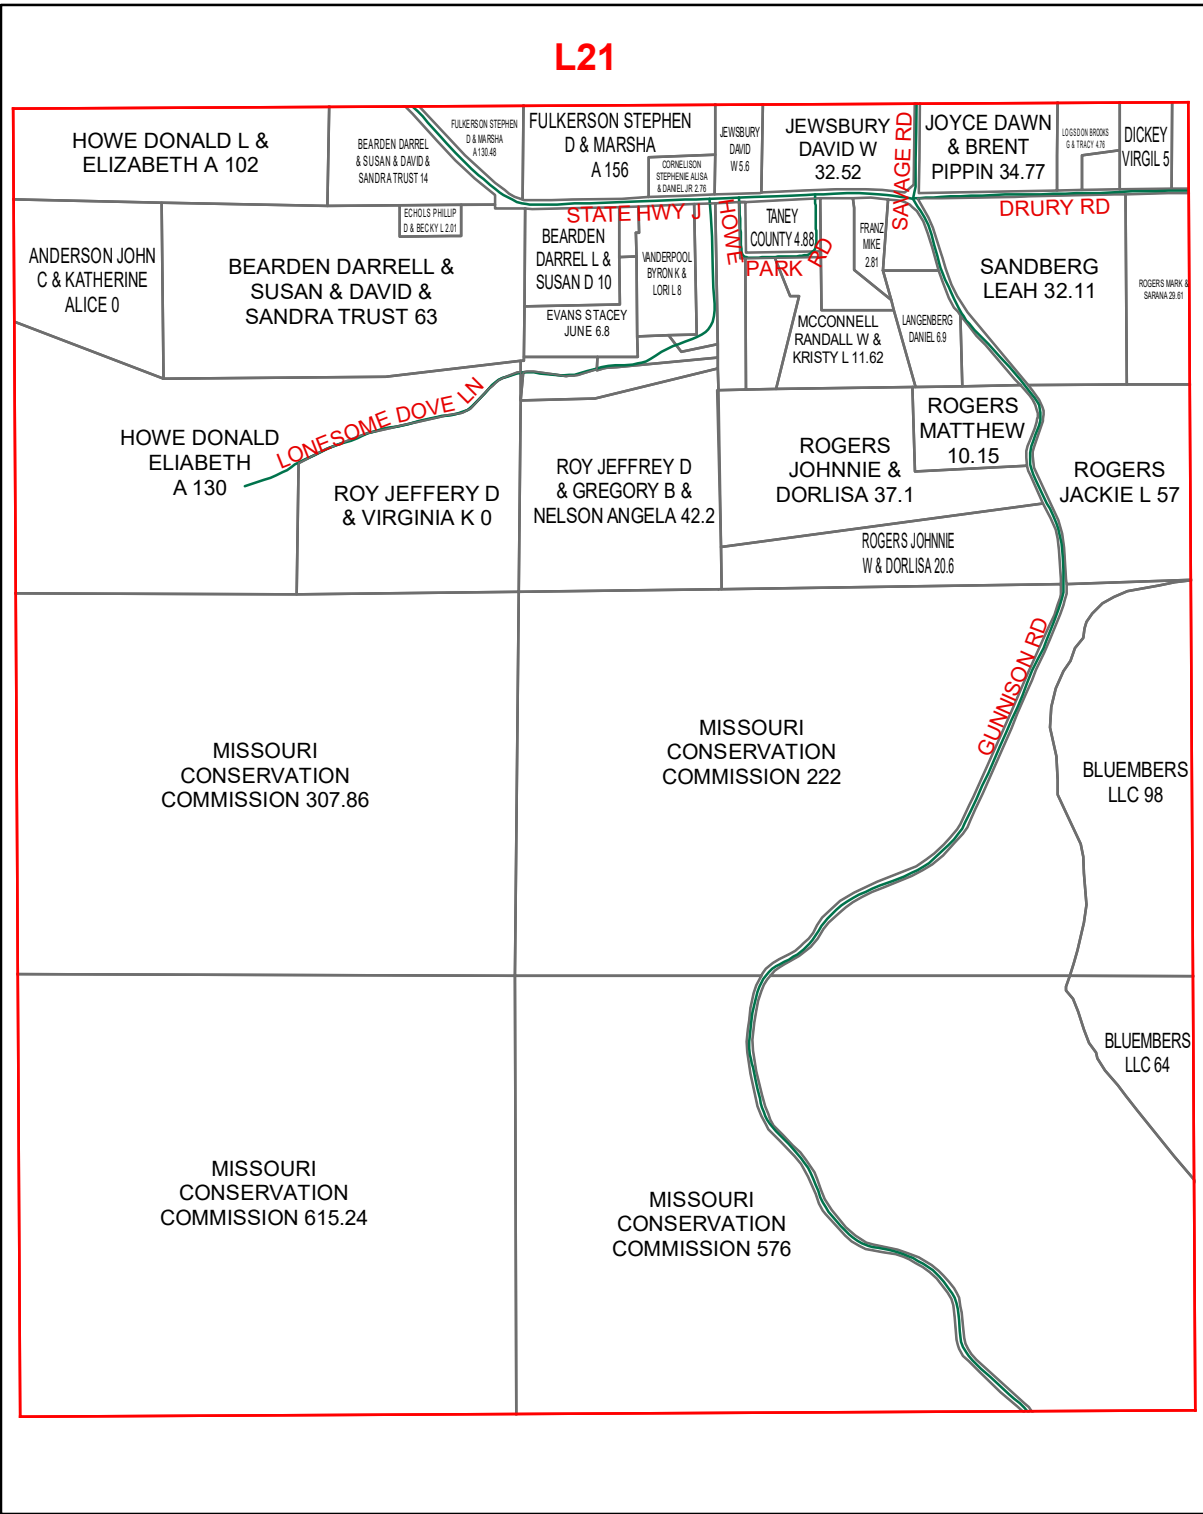 L21
HOWE DONALD L &
ELIZABETH A 102
BEARDEN DARREL
& SUSAN & DAVID &
SANDRA TRUST 14
FULKERSON STEPHEN
D & MARSHA
A 130.48
FULKERSON STEPHEN
D & MARSHA
A 156
CORNELISON
STEPHENIE ALISA
& DANIEL JR 2.76
JEWSBURY
DAVID
W 5.6
JEWSBURY
DAVID W
32.52
SAVAGE RD
JOYCE DAWN
& BRENT
PIPPIN 34.77
LOGSDON BROOKS
G & TRACY 4.76
DICKEY
VIRGIL 5
STATE HWY J
DRURY RD
ANDERSON JOHN
C & KATHERINE
ALICE 0
ECHOLS PHILLIP
D & BECKY L 2.01
BEARDEN DARRELL &
SUSAN & DAVID &
SANDRA TRUST 63
BEARDEN
DARREL L &
SUSAN D 10
VANDERPOOL
BYRON K &
LORI L 8
EVANS STACEY
JUNE 6.8
HOWE
PARK RD
TANEY
COUNTY 4.88
FRANZ
MIKE
2.81
SANDBERG
LEAH 32.11
ROGERS MARK &
SARANA 29.61
MCCONNELL
RANDALL W &
KRISTY L 11.62
LANGENBERG
DANIEL 6.9
LONESOME DOVE LN
HOWE DONALD
ELIABETH
A 130
ROY JEFFERY D
& VIRGINIA K 0
ROY JEFFREY D
& GREGORY B &
NELSON ANGELA 42.2
ROGERS
JOHNNIE &
DORLISA 37.1
ROGERS
MATTHEW
10.15
ROGERS
JACKIE L 57
ROGERS JOHNNIE
W & DORLISA 20.6
GUNNISON RD
MISSOURI
CONSERVATION
COMMISSION 307.86
MISSOURI
CONSERVATION
COMMISSION 222
BLUEMBERS
LLC 98
BLUEMBERS
LLC 64
MISSOURI
CONSERVATION
COMMISSION 615.24
MISSOURI
CONSERVATION
COMMISSION 576